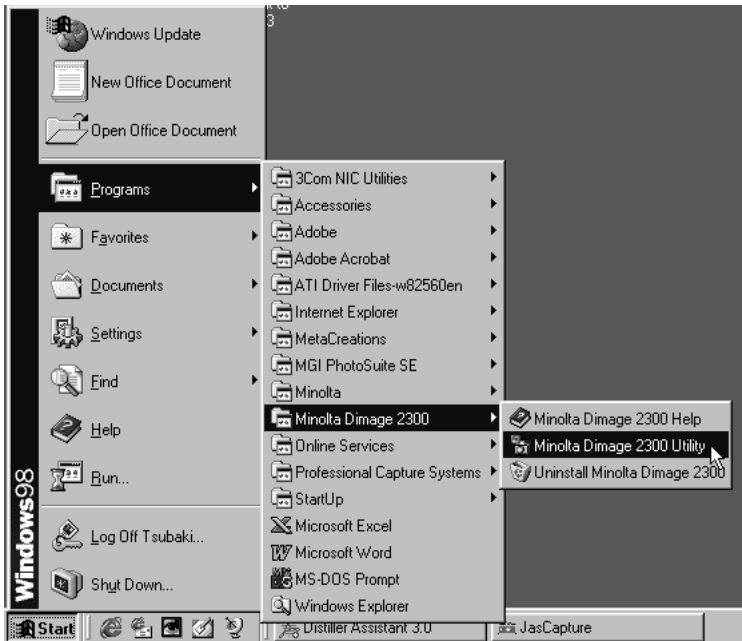 3
Windows Update
New Office Document
Open Office Document
Programs
Favorites
Documents
Settings
Find
Help
Run...
Log Off Tsubaki...
Shut Down...
Windows98
3Com NIC Utilities
Accessories
Adobe
Adobe Acrobat
ATI Driver Files-w82560en
Internet Explorer
MetaCreations
MGI PhotoSuite SE
Minolta
Minolta Dimage 2300
Online Services
Professional Capture Systems
StartUp
Microsoft Excel
Microsoft Word
MS-DOS Prompt
Windows Explorer
Minolta Dimage 2300 Help
Minolta Dimage 2300 Utility
Uninstall Minolta Dimage 2300
Start
Distiller Assistant 3.0
JasCapture